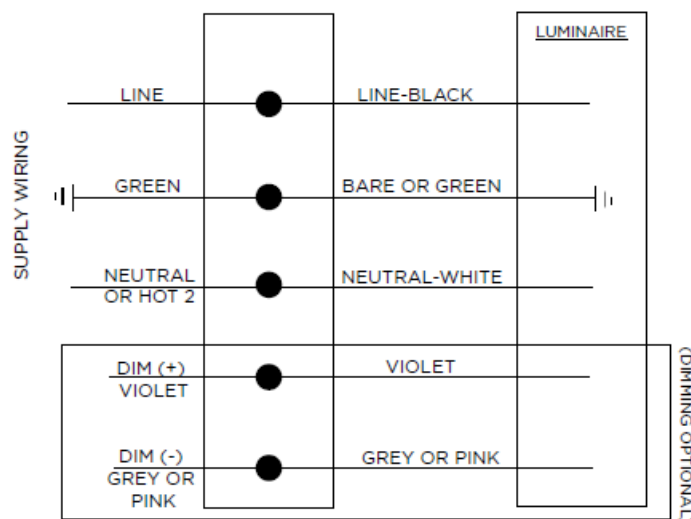 LUMINAIRE
SUPPLY WIRING
LINE
LINE-BLACK
GREEN
BARE OR GREEN
NEUTRAL
OR HOT 2
NEUTRAL-WHITE
DIM (+)
VIOLET
VIOLET
DIM (-)
GREY OR
PINK
GREY OR PINK
(DIMMING OPTIONAL)